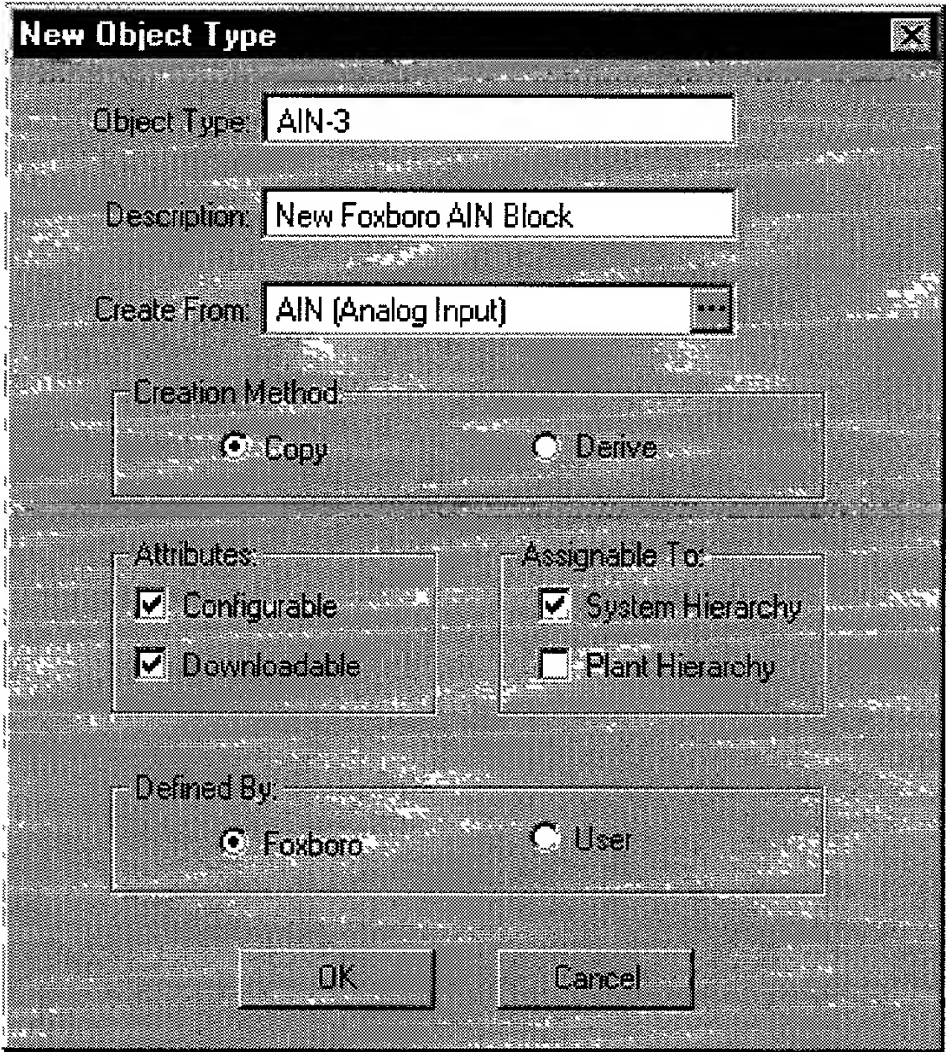 New Object Type
Object Type: AIN-3
Description: New Foxboro AIN Block
Create From: AIN (Analog Input) ...
Creation Method:
Copy Derive
Attributes: Assignable To:
Configurable System Hierarchy
Downloadable Plant Hierarchy
Defined By:
Foxboro User
OK Cancel